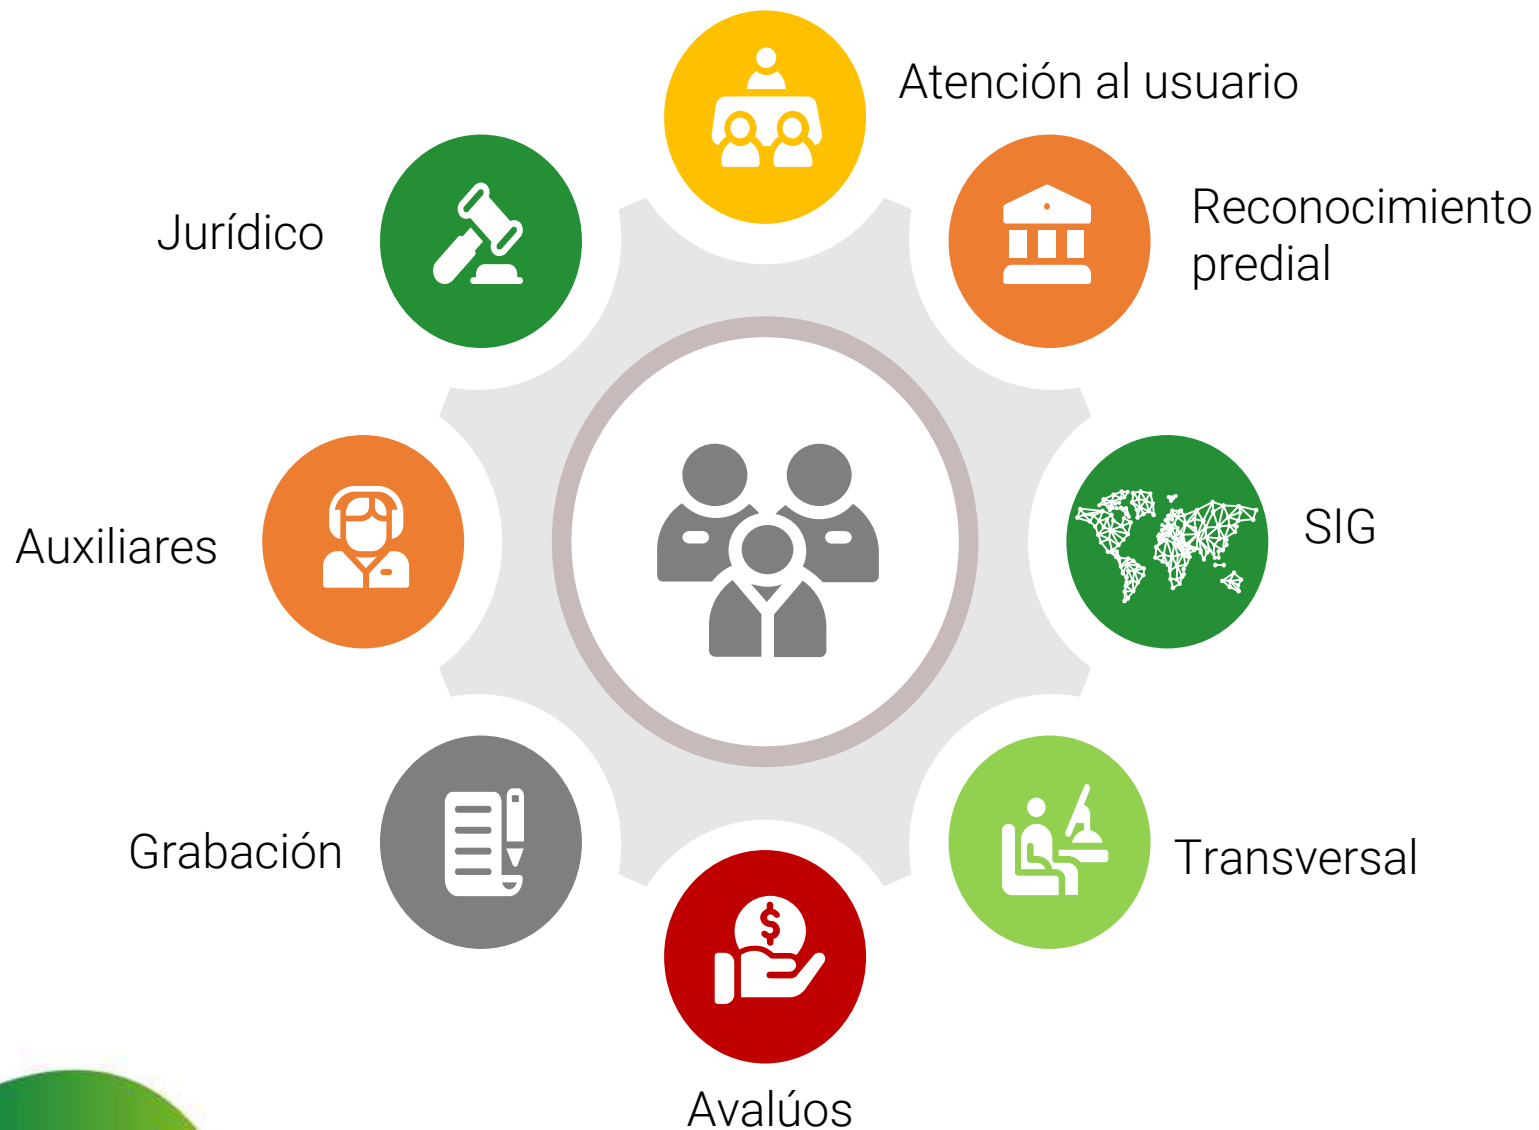 Atención al usuario
Reconocimiento
predial
Jurídico
SIG
Auxiliares
Transversal
Grabación
Avalúos